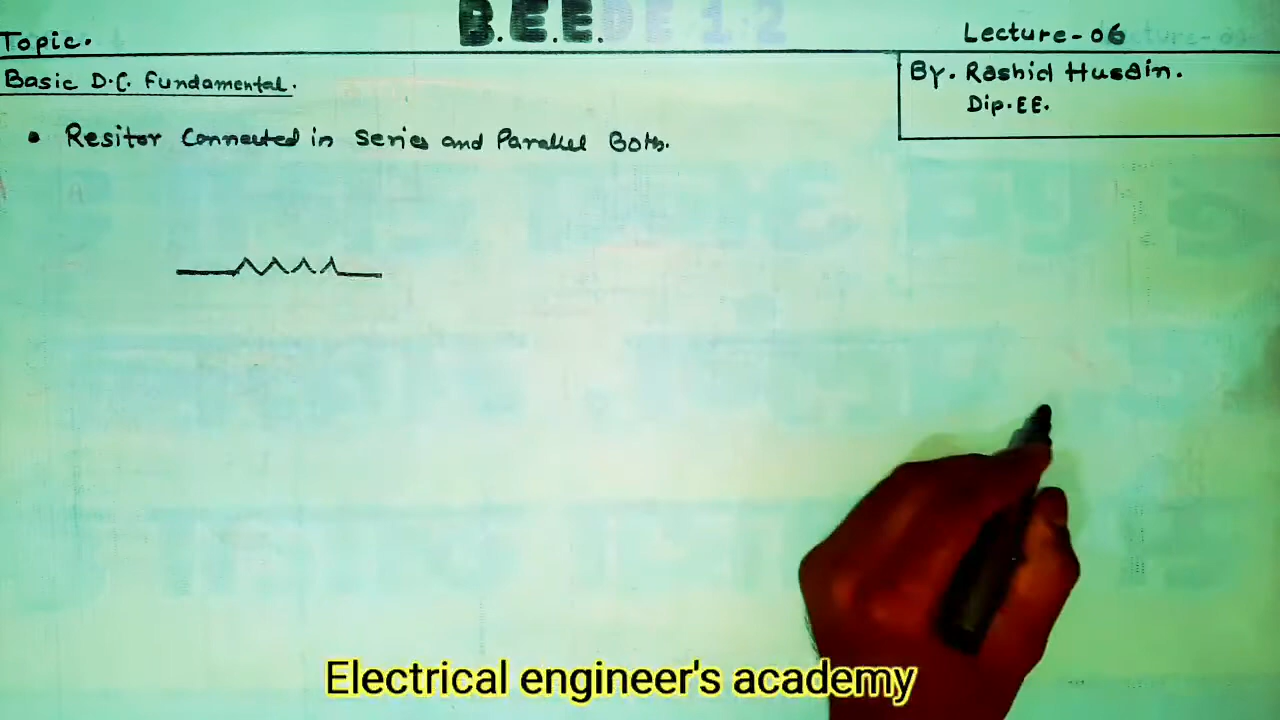 B.E.E.
Topic.
Lecture-06
Basic D.C. Fundamental.
By. Rashid Husain.
Dip.EE.
• Resitor Connected in Series and Parallel Both.
Electrical engineer's academy